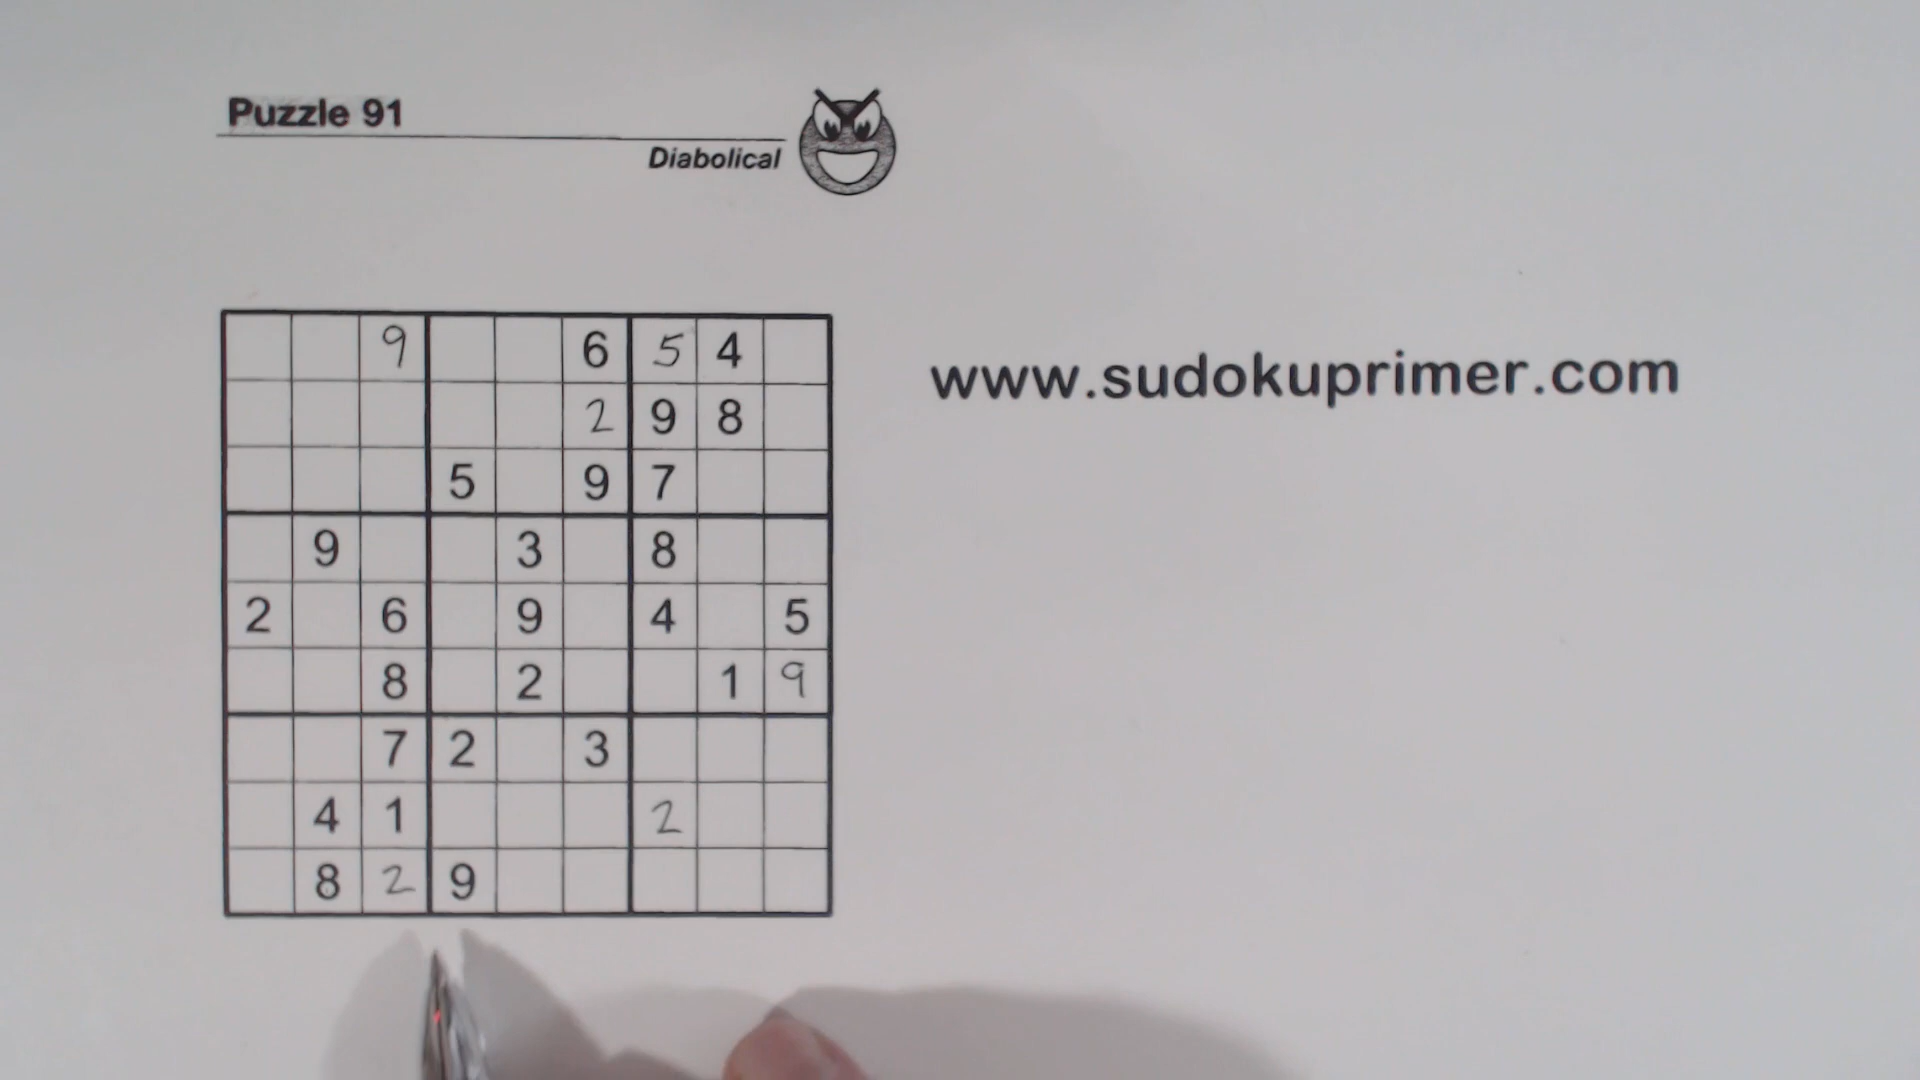 Puzzle 91
Diabolical
www.sudokuprimer.com
9 6 5 4
2 9 8
5 9 7
9 3 8
2 6 9 4 5
8 2 1 9
7 2 3
4 1 2
8 2 9